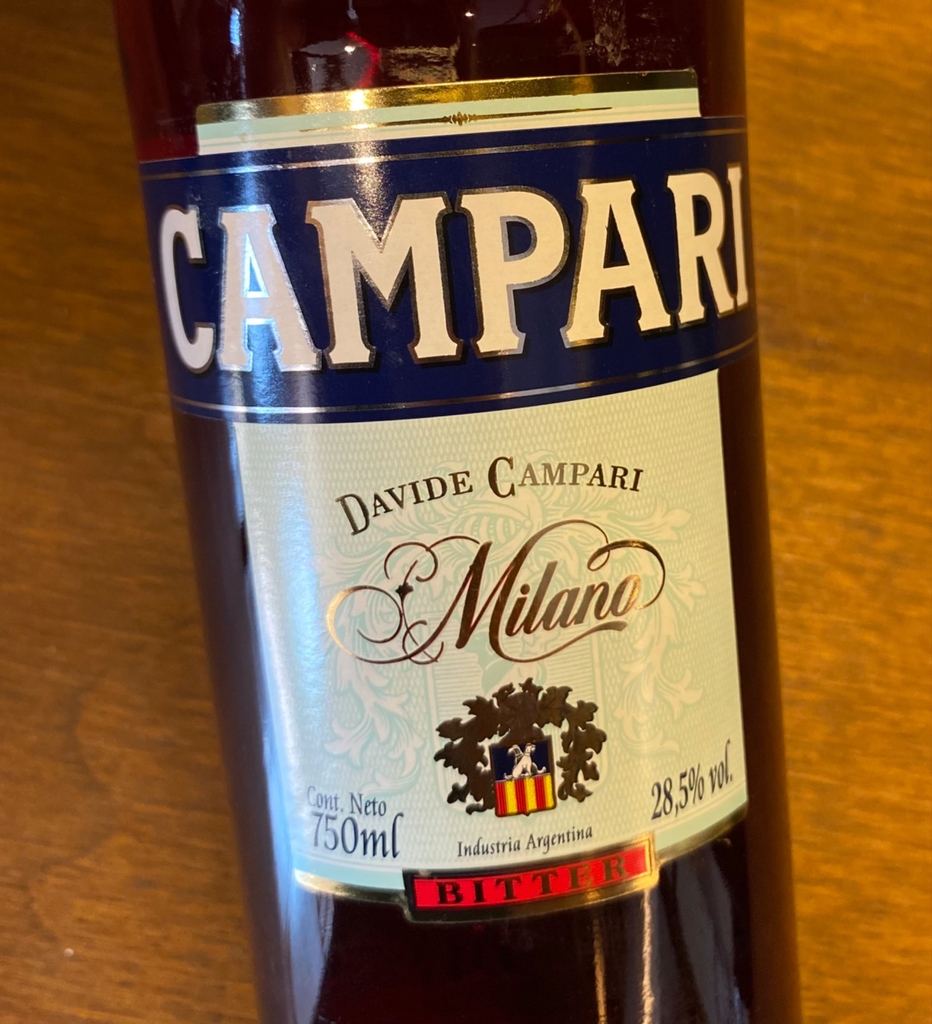 CAMPARI
DAVIDE CAMPARI
Milano
Cont. Neto
750ml
28,5% vol.
Industria Argentina
BITTER